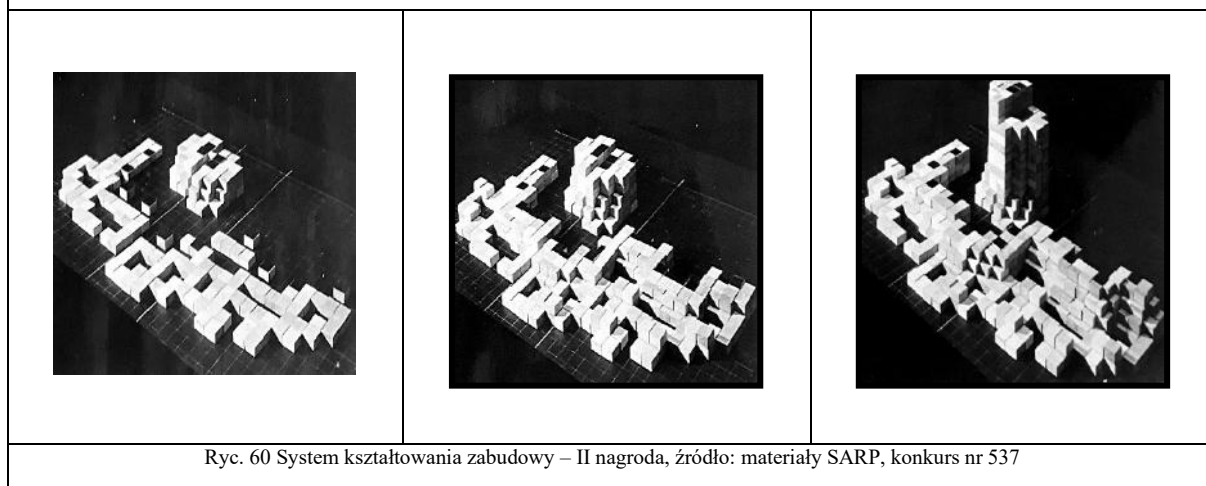 Ryc. 60 System kształtowania zabudowy – II nagroda, źródło: materiały SARP, konkurs nr 537